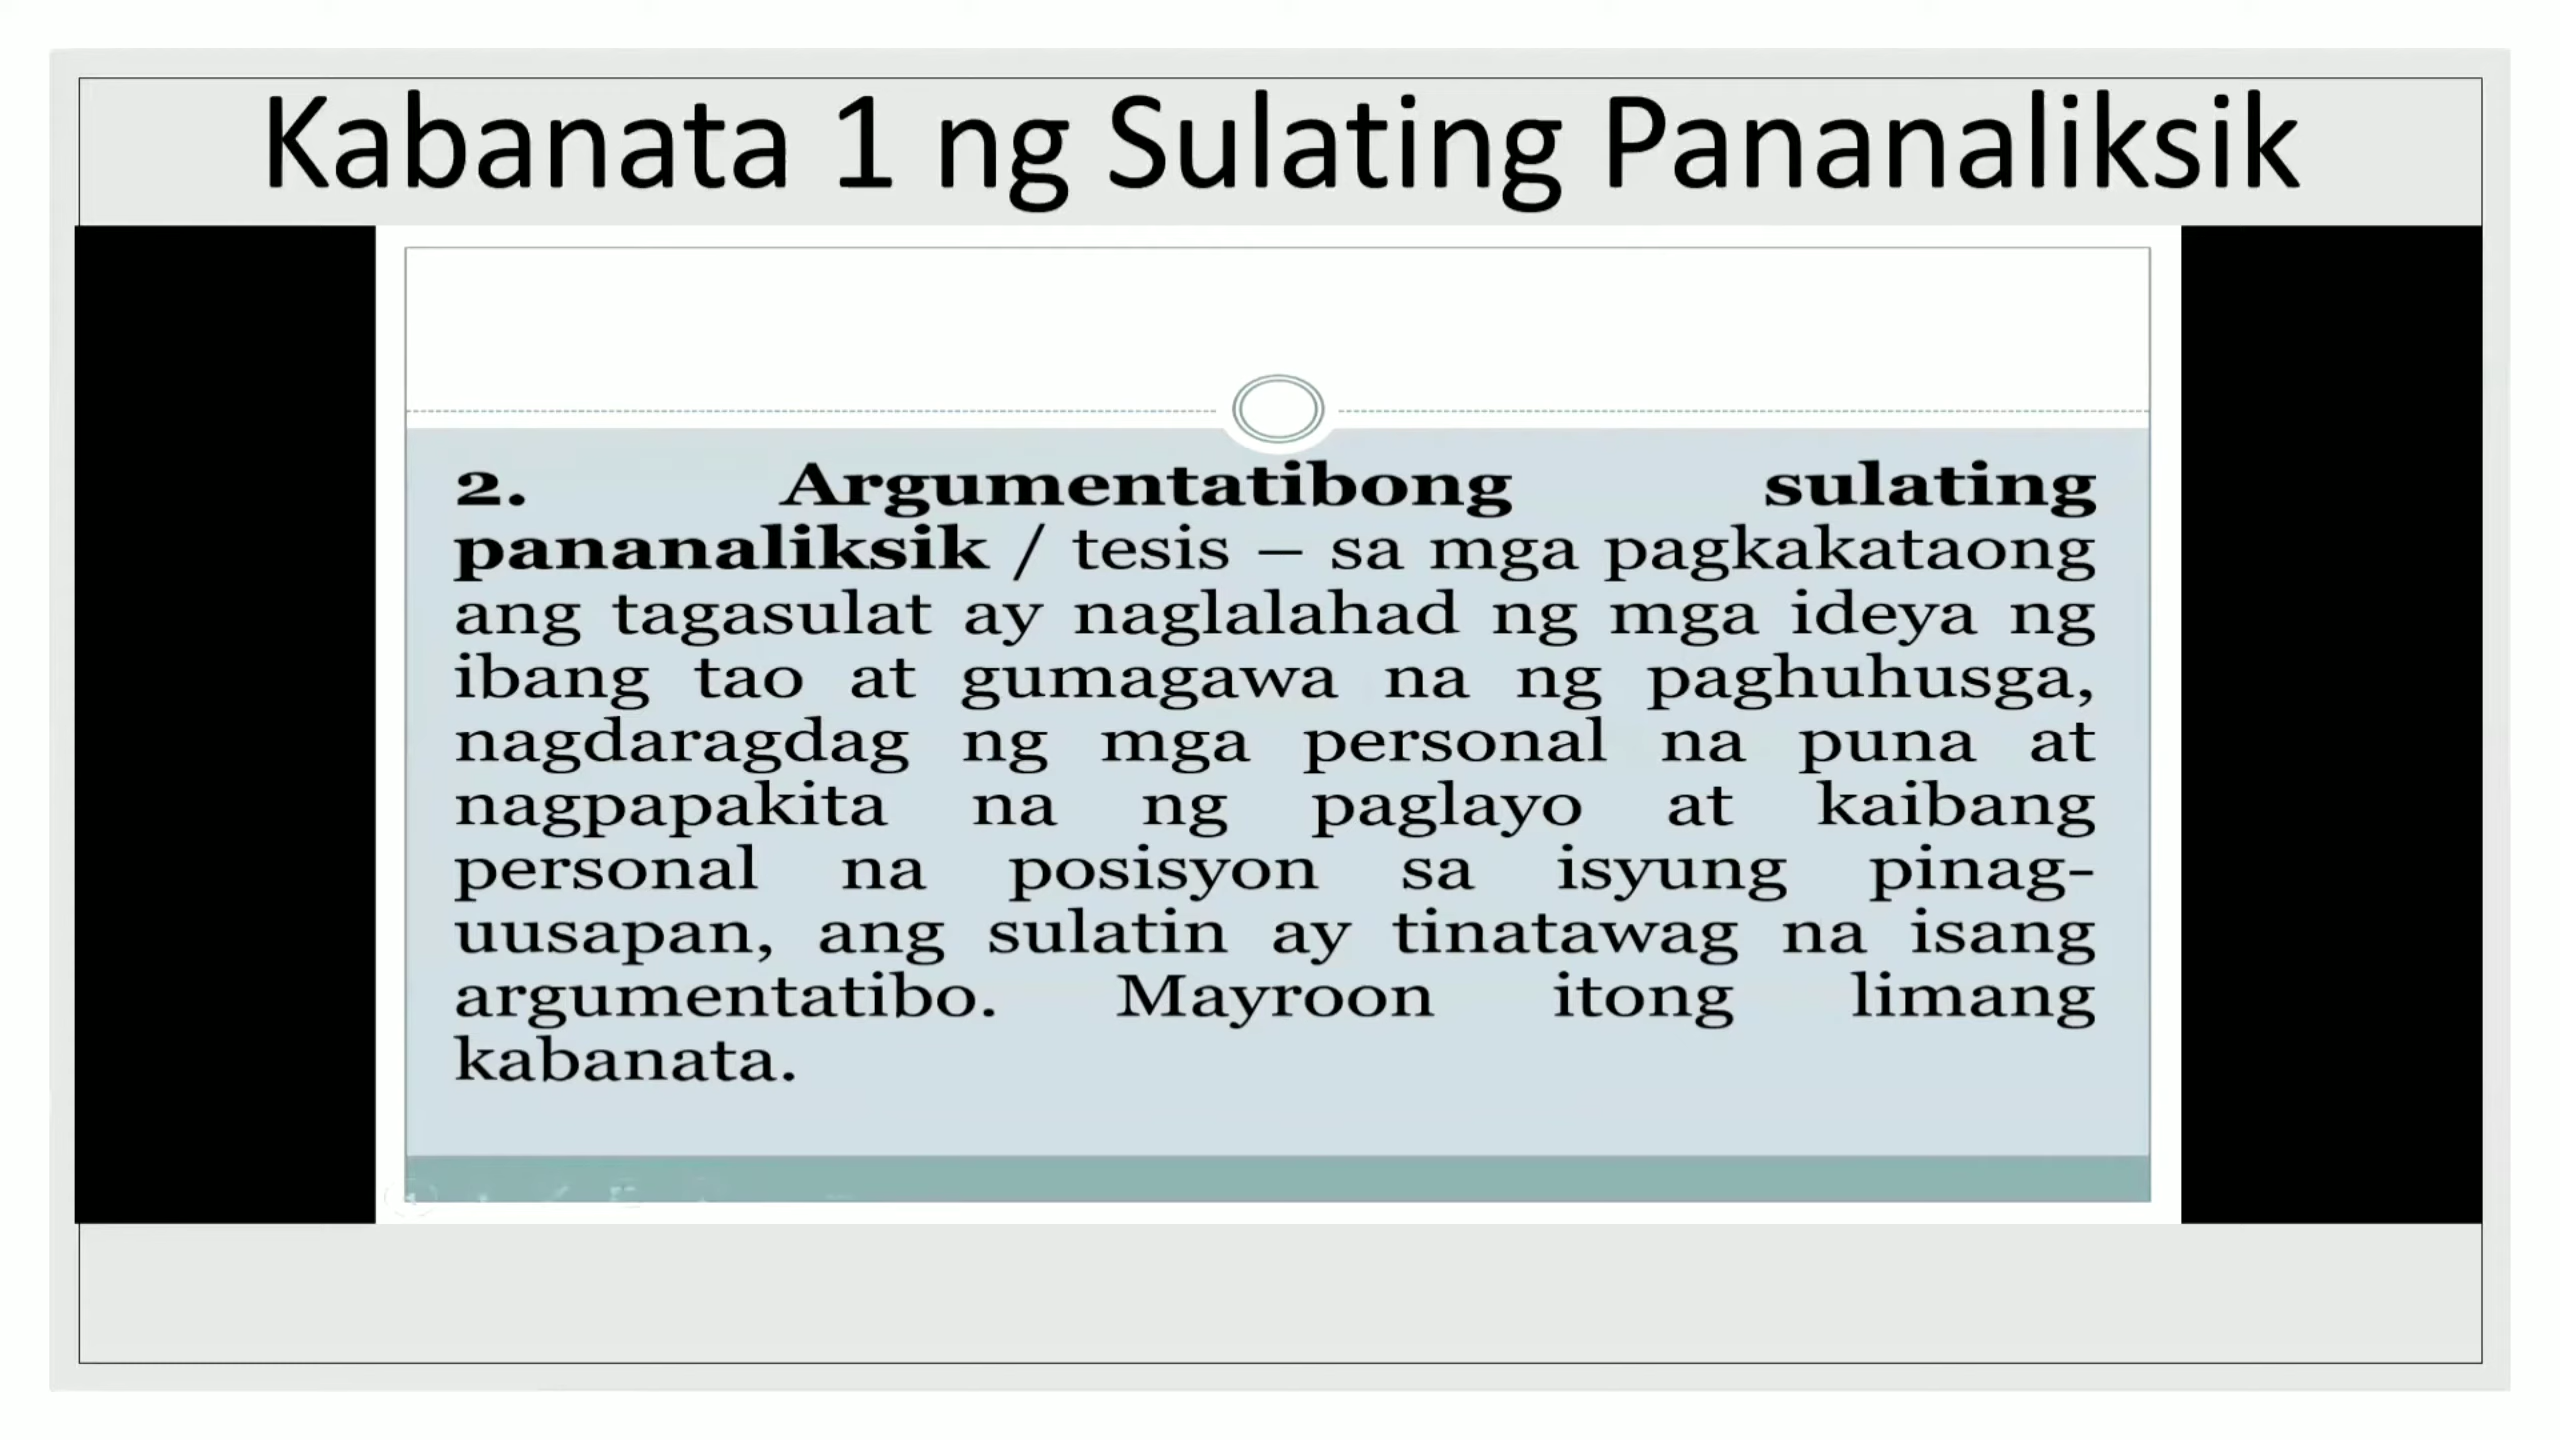 Kabanata 1 ng Sulating Pananaliksik
2. Argumentatibong sulating
pananaliksik / tesis – sa mga pagkakataong
ang tagasulat ay naglalahad ng mga ideya ng
ibang tao at gumagawa na ng paghuhusga,
nagdaragdag ng mga personal na puna at
nagpapakita na ng paglayo at kaibang
personal na posisyon sa isyung pinag-
uusapan, ang sulatin ay tinatawag na isang
argumentatibo. Mayroon itong limang
kabanata.